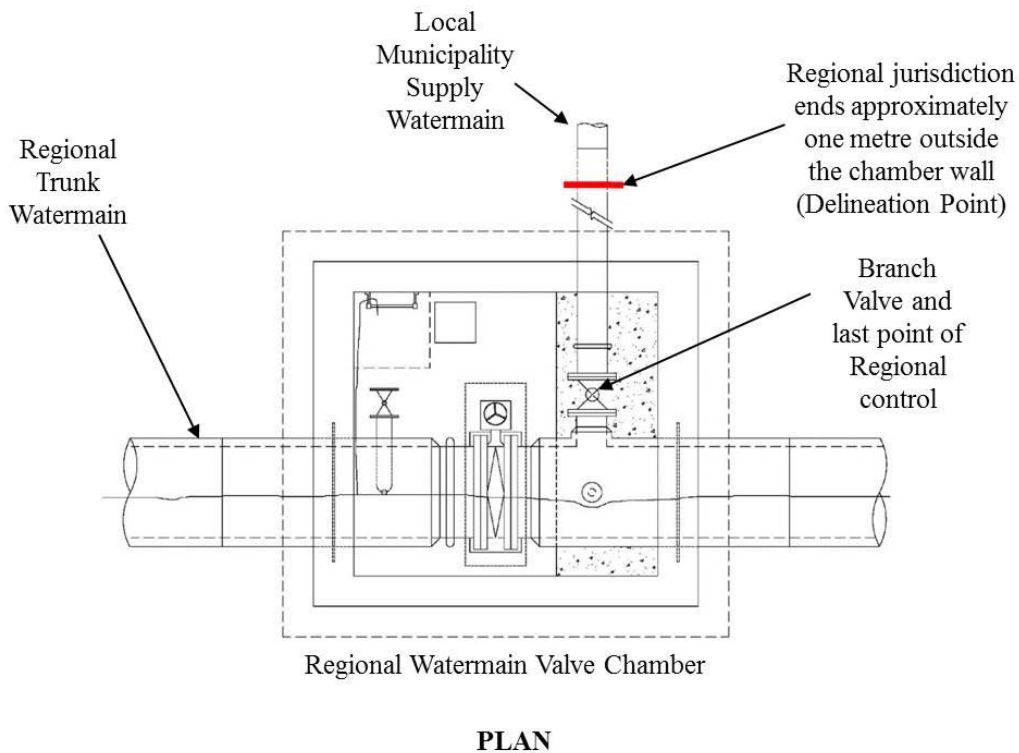 Local
Municipality
Supply
Watermain
Regional jurisdiction
ends approximately
one metre outside
the chamber wall
(Delineation Point)
Regional
Trunk
Watermain
Branch
Valve and
last point of
Regional
control
Regional Watermain Valve Chamber
PLAN